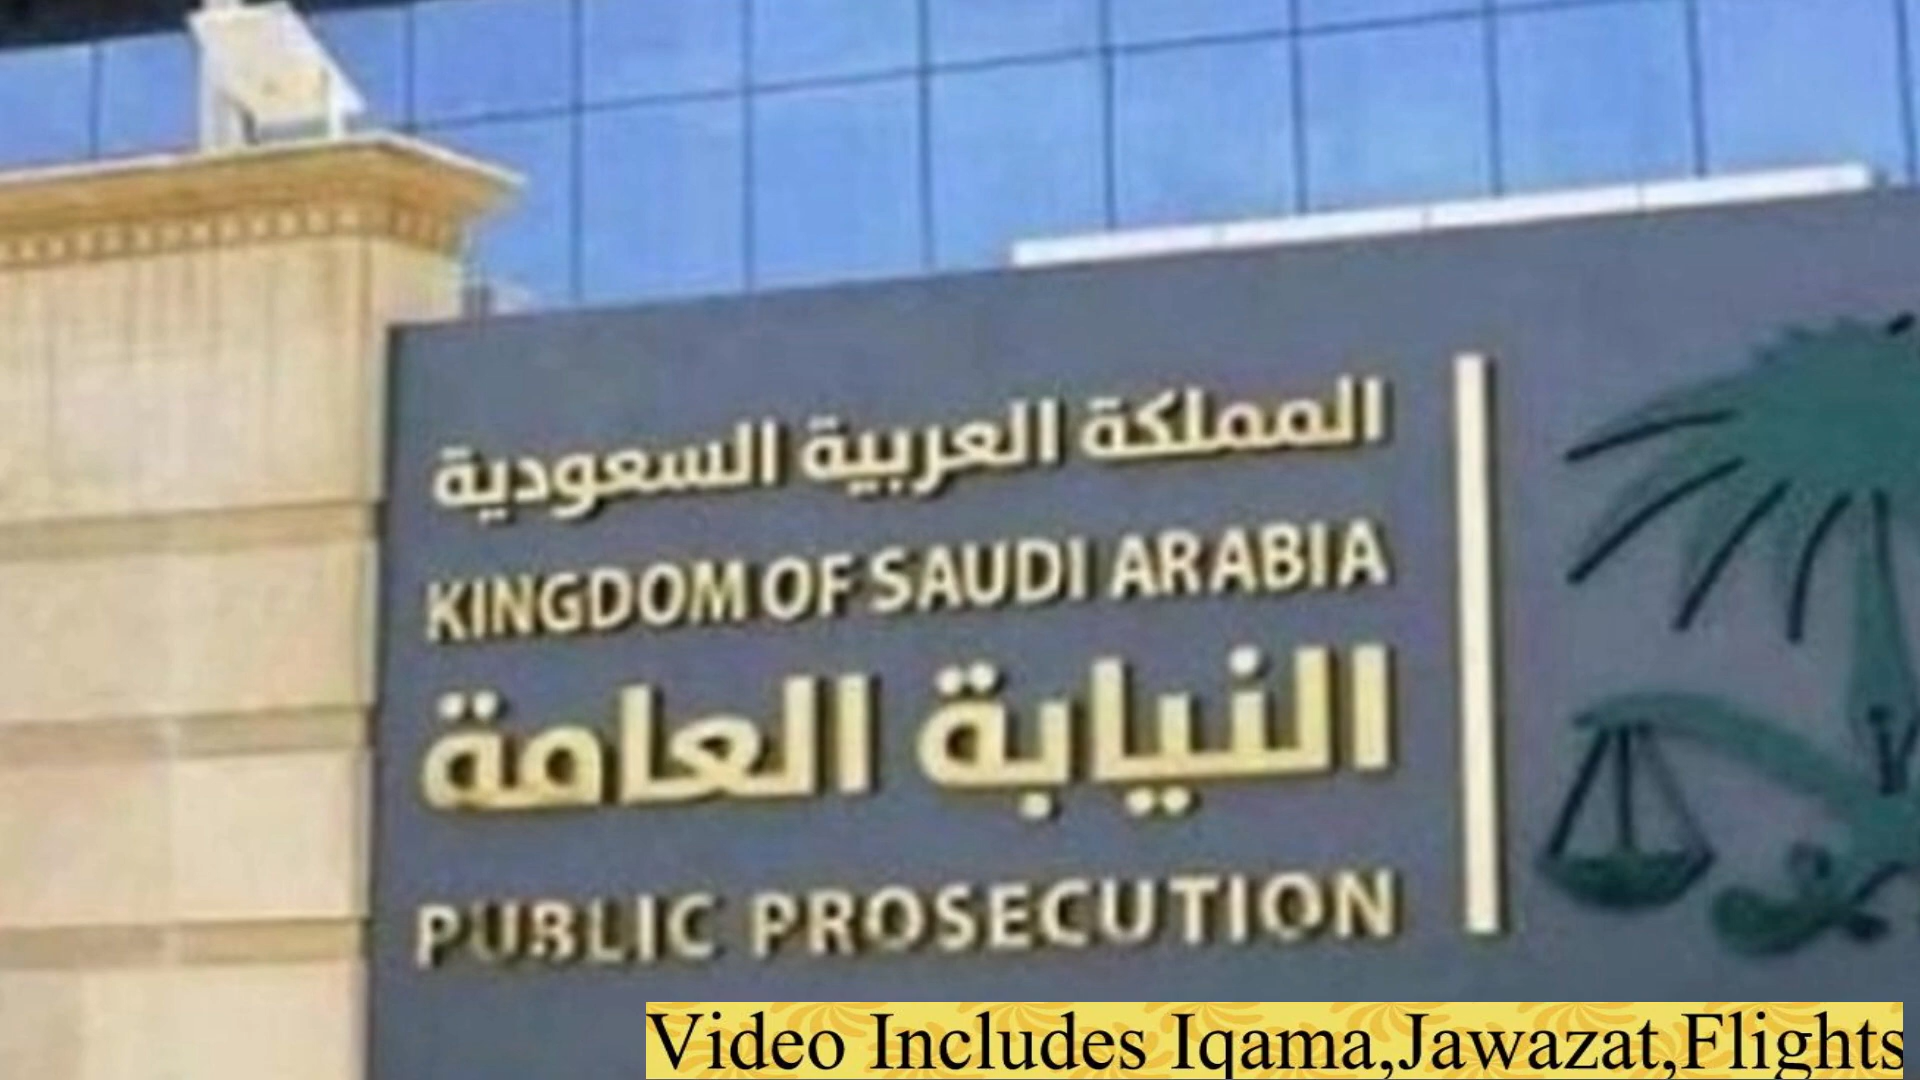 المملكة العربية السعودية
KINGDOM OF SAUDI ARABIA
النيابة العامة
PUBLIC PROSECUTION
Video Includes Iqama,Jawazat,Flights